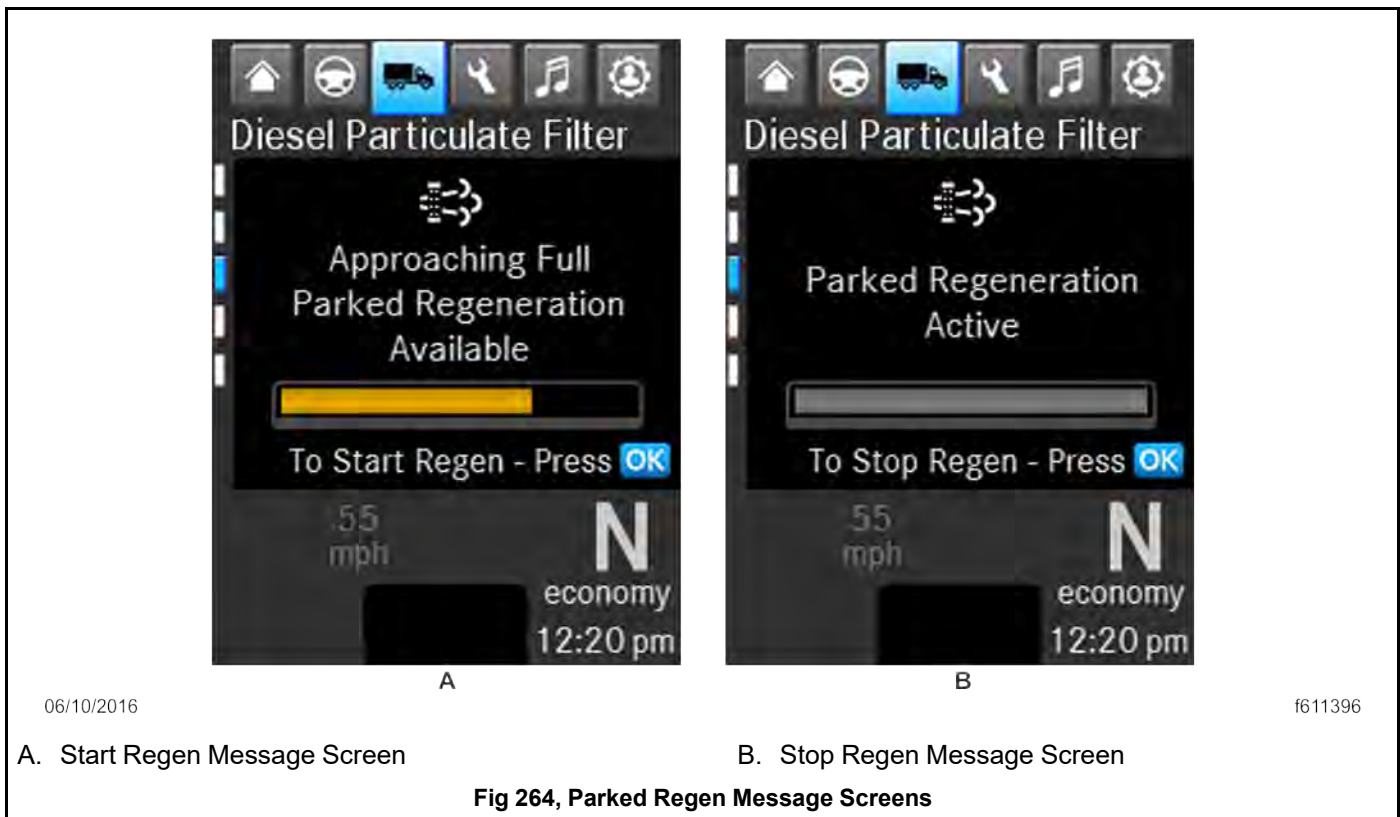 Diesel Particulate Filter
Approaching Full
Parked Regeneration
Available
To Start Regen - Press OK
55
mph
N
economy
12:20 pm
A
Diesel Particulate Filter
Parked Regeneration
Active
To Stop Regen - Press OK
55
mph
N
economy
12:20 pm
B
06/10/2016
f611396
A. Start Regen Message Screen
B. Stop Regen Message Screen
Fig 264, Parked Regen Message Screens